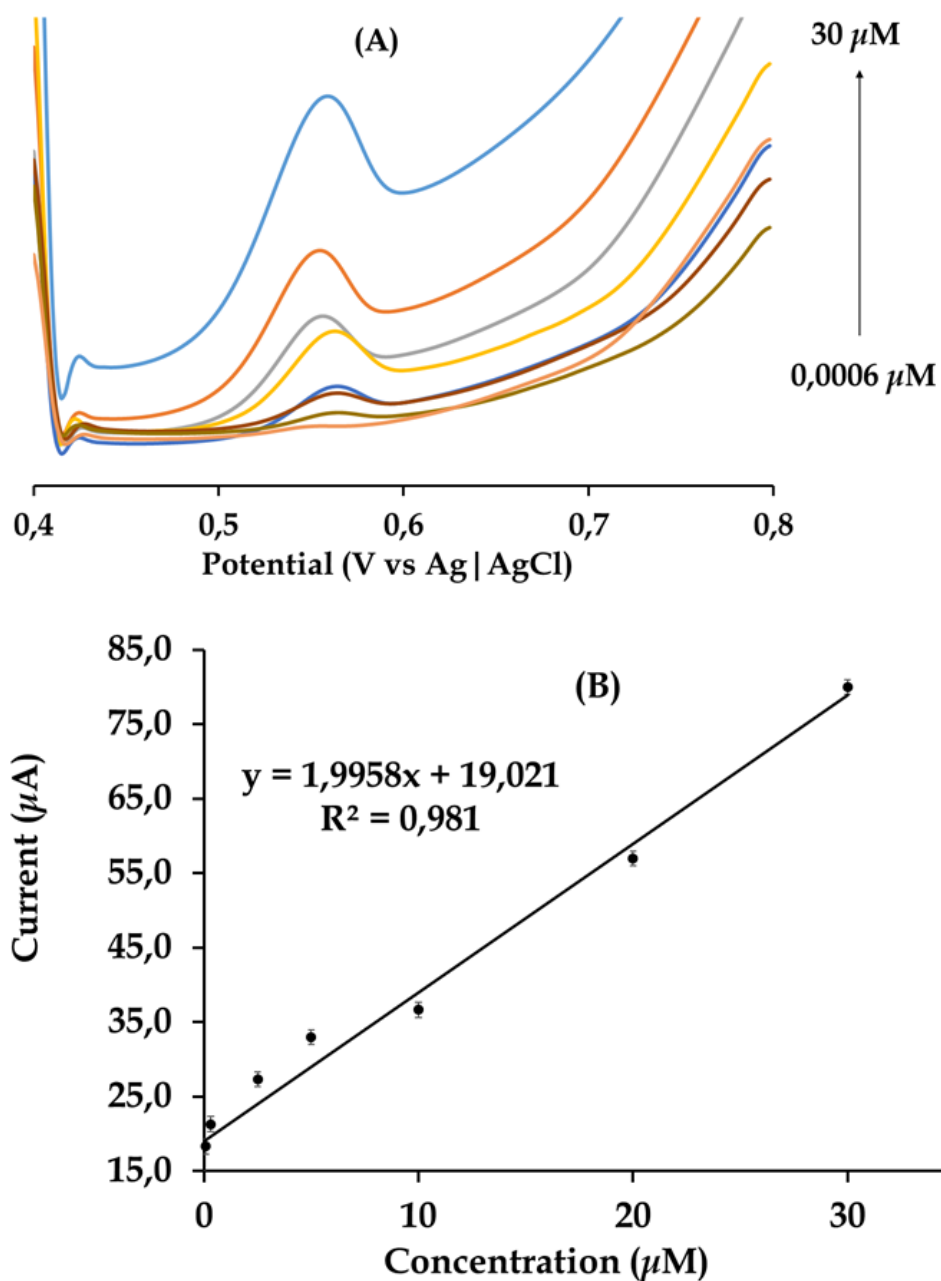 (A)
30 µM
0,0006 µM
0,4 0,5 0,6 0,7 0,8
Potential (V vs Ag|AgCl)
85,0
(B)
75,0
y = 1,9958x + 19,021
R² = 0,981
65,0
55,0
45,0
35,0
25,0
15,0
Current (µA)
0 10 20 30
Concentration (µM)